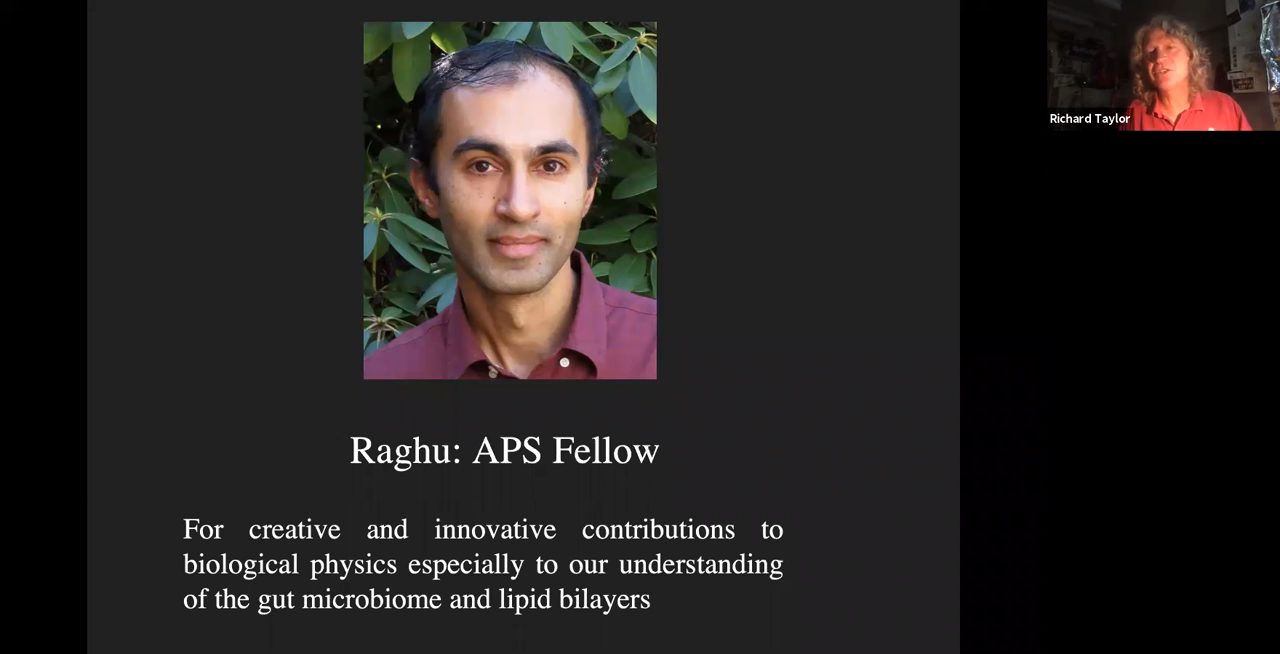 Richard Taylor
Raghu: APS Fellow
For creative and innovative contributions to
biological physics especially to our understanding
of the gut microbiome and lipid bilayers